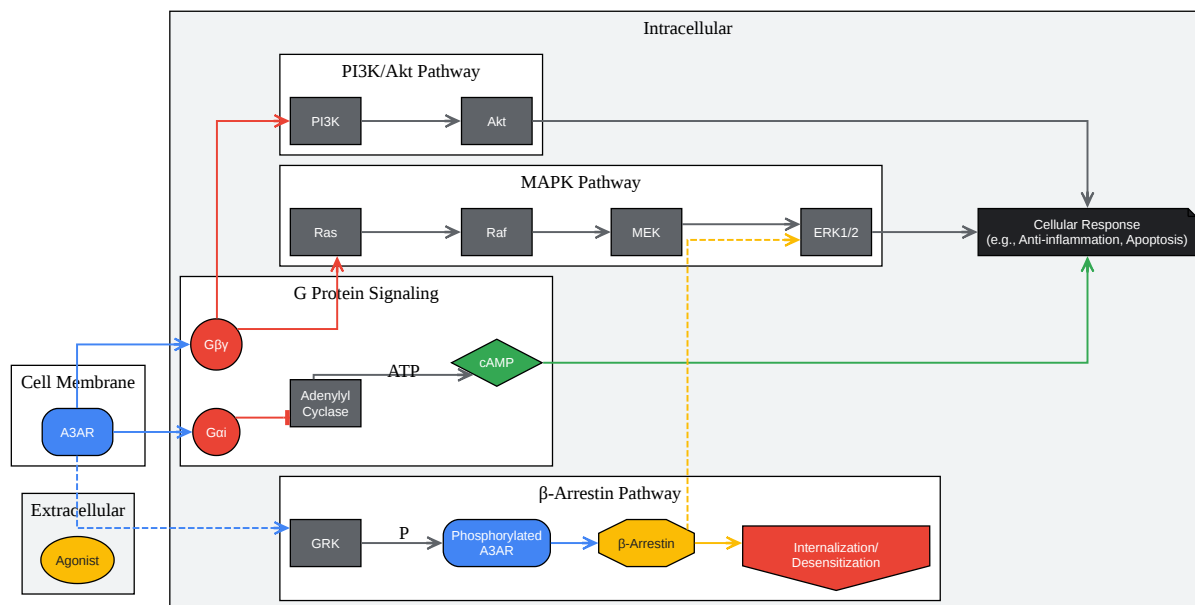 Intracellular
PI3K/Akt Pathway
PI3K
Akt
MAPK Pathway
Ras
Raf
MEK
ERK1/2
Cellular Response
(e.g., Anti-inflammation, Apoptosis)
G Protein Signaling
Gβγ
cAMP
ATP
Adenylyl
Cyclase
Gαi
Cell Membrane
A3AR
Extracellular
Agonist
β-Arrestin Pathway
GRK
P
Phosphorylated
A3AR
β-Arrestin
Internalization/
Desensitization